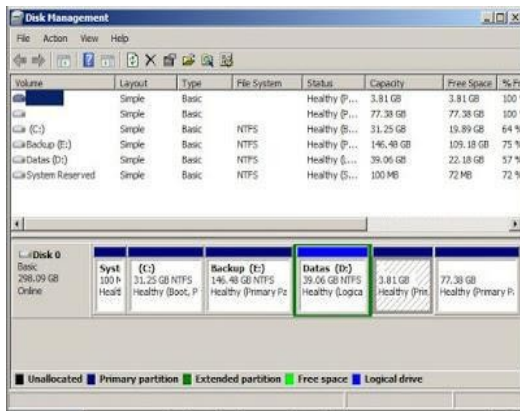 Disk Management
File Action View Help
Volume Layout Type File System Status Capacity Free Space % F
Simple Basic Healthy (P... 3.81 GB 3.81 GB 100
Simple Basic Healthy (P... 77.38 GB 77.38 GB 100
(C:) Simple Basic NTFS Healthy (B... 31.25 GB 19.89 GB 64 %
Backup (E:) Simple Basic NTFS Healthy (P... 146.48 GB 109.18 GB 75 %
Datas (D:) Simple Basic NTFS Healthy (L... 39.06 GB 22.18 GB 57 %
System Reserved Simple Basic NTFS Healthy (S... 100 MB 72 MB 72 %
Disk 0
Basic
298.09 GB
Online
Syst
100 M
Healt
(C:)
31.25 GB NTFS
Healthy (Boot, P
Backup (E:)
146.48 GB NTFS
Healthy (Primary Pa
Datas (D:)
39.06 GB NTFS
Healthy (Logica
3.81 GB
Healthy (Prim
77.38 GB
Healthy (Primary P
Unallocated Primary partition Extended partition Free space Logical drive